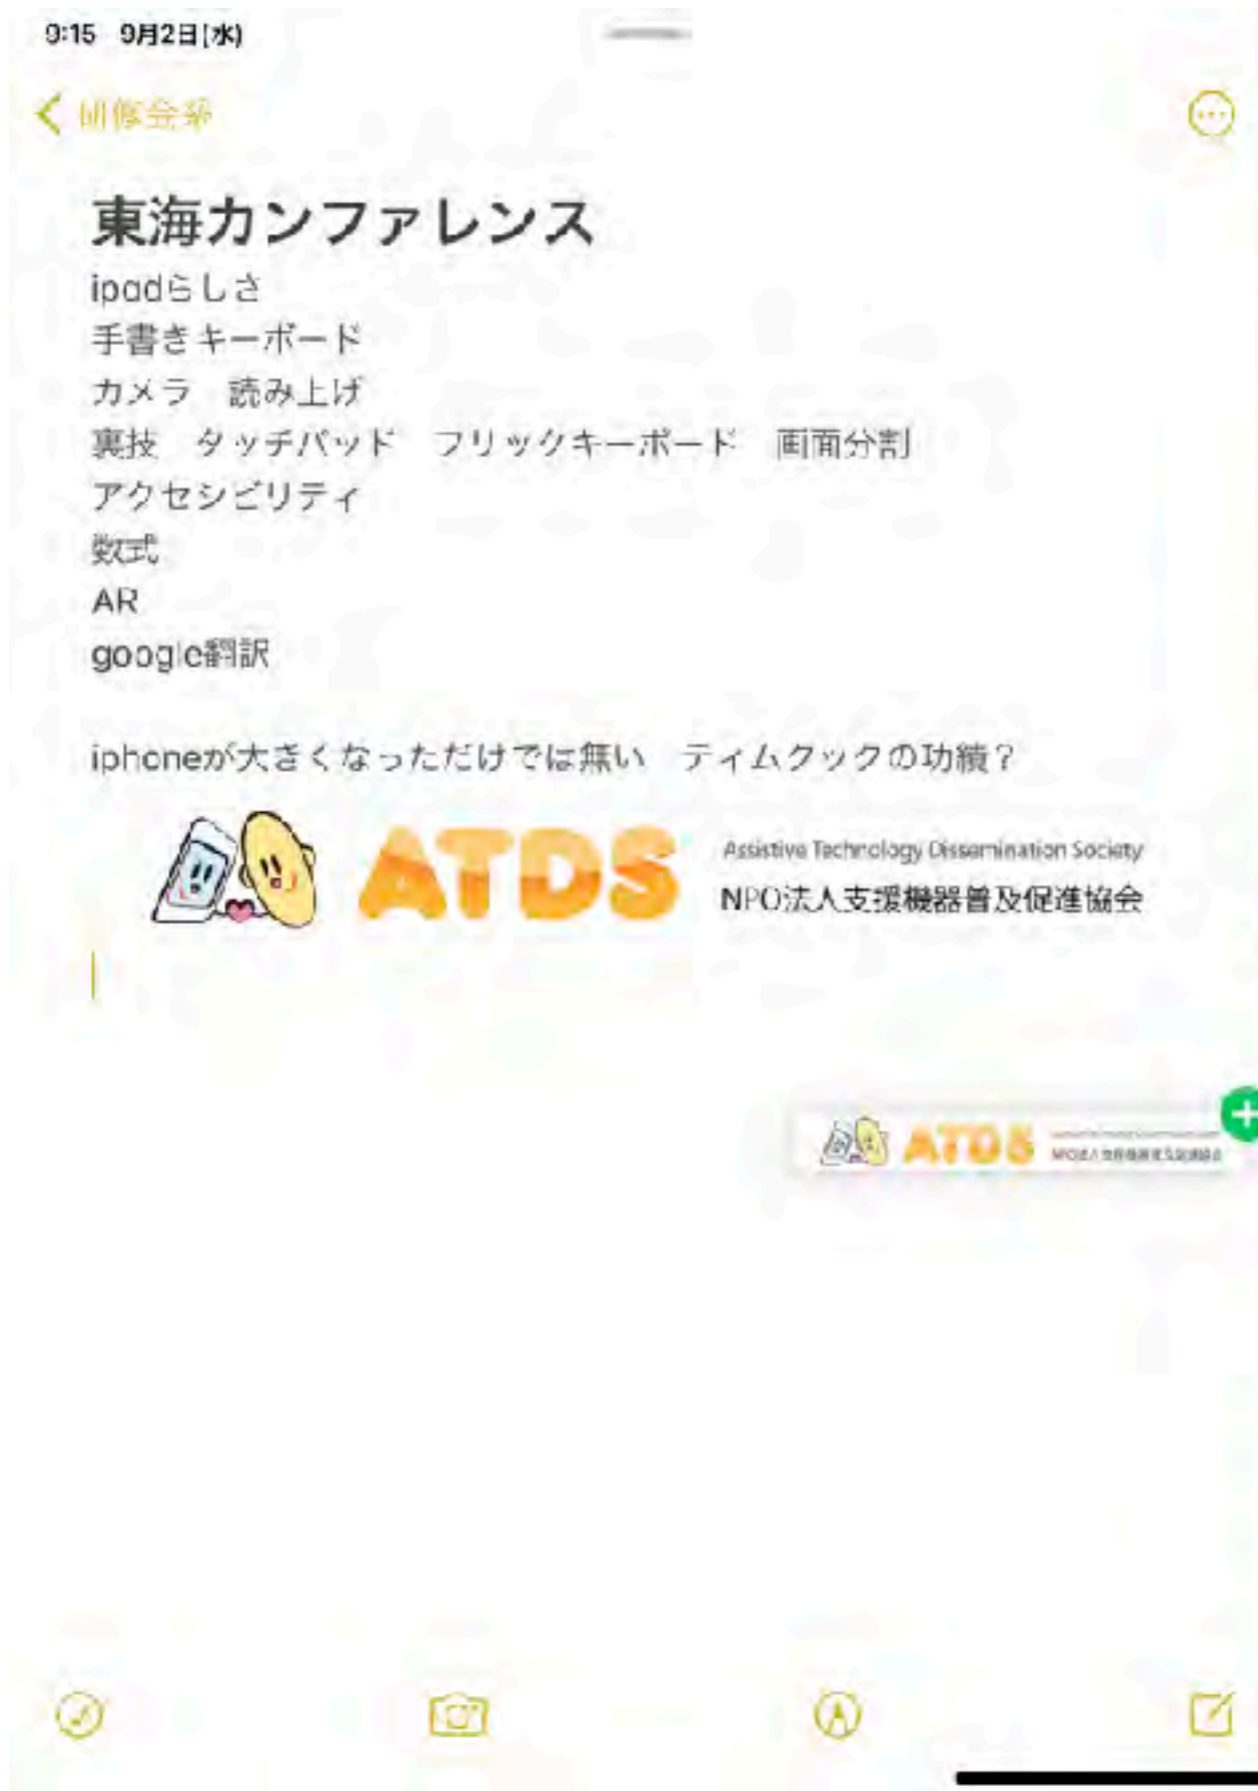 9:15 9月2日(水)
研修会系
東海カンファレンス
ipadらしさ
手書きキーボード
カメラ　読み上げ
裏技　タッチパッド　フリックキーボード　画面分割
アクセシビリティ
数式
AR
google翻訳
iphoneが大きくなっただけでは無い　ティムクックの功績？
ATDS
Assistive Technology Dissemination Society
NPO法人支援機器普及促進協会
ATDS